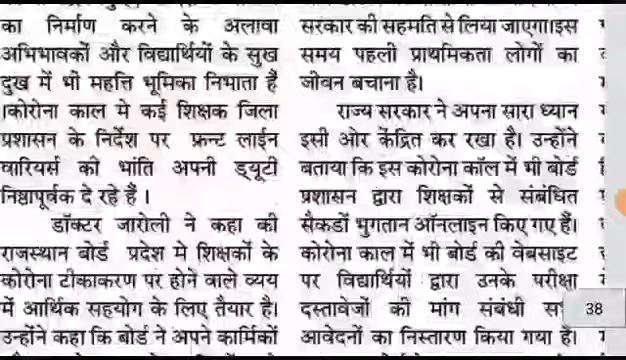 का निर्माण करने के अलावा
अभिभावकों और विद्यार्थियों के सुख
दुख में भी महत्ति भूमिका निभाता हैं
।कोरोना काल मे कई शिक्षक जिला
प्रशासन के निर्देश पर फ्रन्ट लाईन
वारियर्स की भांति अपनी ड्यूटी
निष्ठापूर्वक दे रहे हैं ।
डॉक्टर जारोली ने कहा की
राजस्थान बोर्ड प्रदेश मे शिक्षकों के
कोरोना टीकाकरण पर होने वाले व्यय
में आर्थिक सहयोग के लिए तैयार है।
उन्होंने कहा कि बोर्ड ने अपने कार्मिकों
सरकार की सहमति से लिया जाएगा।इस
समय पहली प्राथमिकता लोगों का
जीवन बचाना है।
राज्य सरकार ने अपना सारा ध्यान
इसी ओर केंद्रित कर रखा है। उन्होंने
बताया कि इस कोरोना कॉल में भी बोर्ड
प्रशासन द्वारा शिक्षकों से संबंधित
सैकडों भुगतान ऑनलाइन किए गए हैं।
कोरोना काल में भी बोर्ड की वेबसाइट
पर विद्यार्थियों द्वारा उनके परीक्षा
दस्तावेजों की मांग संबंधी
आवेदनों का निस्तारण किया गया है।
38